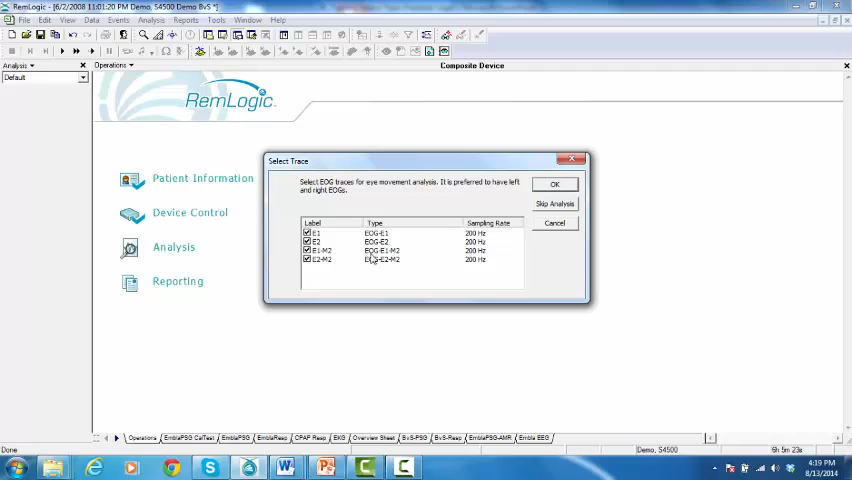 RemLogic - [6/2/2008 11:01:20 PM Demo, S4500 Demo BvS *]
File Edit View Data Events Analysis Reports Tools Window Help
Analysis
Operations
Composite Device
Default
RemLogic
Patient Information
Device Control
Analysis
Reporting
Select Trace
Select EOG traces for eye movement analysis. It is preferred to have left
and right EOGs.
OK
Skip Analysis
Cancel
Label Type Sampling Rate
E1 EOG-E1 200 Hz
E2 EOG-E2 200 Hz
E1-M2 EOG-E1-M2 200 Hz
E2-M2 EOG-E2-M2 200 Hz
Operations EmblaPSG CalTest EmblaPSG EmblaResp CPAP Resp EKG Overview Sheet BvS-PSG BvS-Resp EmblaPSG-AMR Embla EEG
Done
Demo, S4500
6h 5m 23s
4:19 PM
8/13/2014